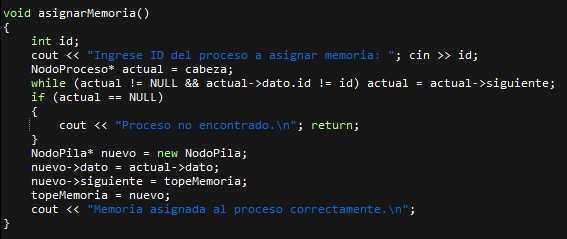 void asignarMemoria()
{
    int id;
    cout << "Ingrese ID del proceso a asignar memoria: "; cin >> id;
    NodoProceso* actual = cabeza;
    while (actual != NULL && actual->dato.id != id) actual = actual->siguiente;
    if (actual == NULL)
    {
        cout << "Proceso no encontrado.\n"; return;
    }
    NodoPila* nuevo = new NodoPila;
    nuevo->dato = actual->dato;
    nuevo->siguiente = topeMemoria;
    topeMemoria = nuevo;
    cout << "Memoria asignada al proceso correctamente.\n";
}